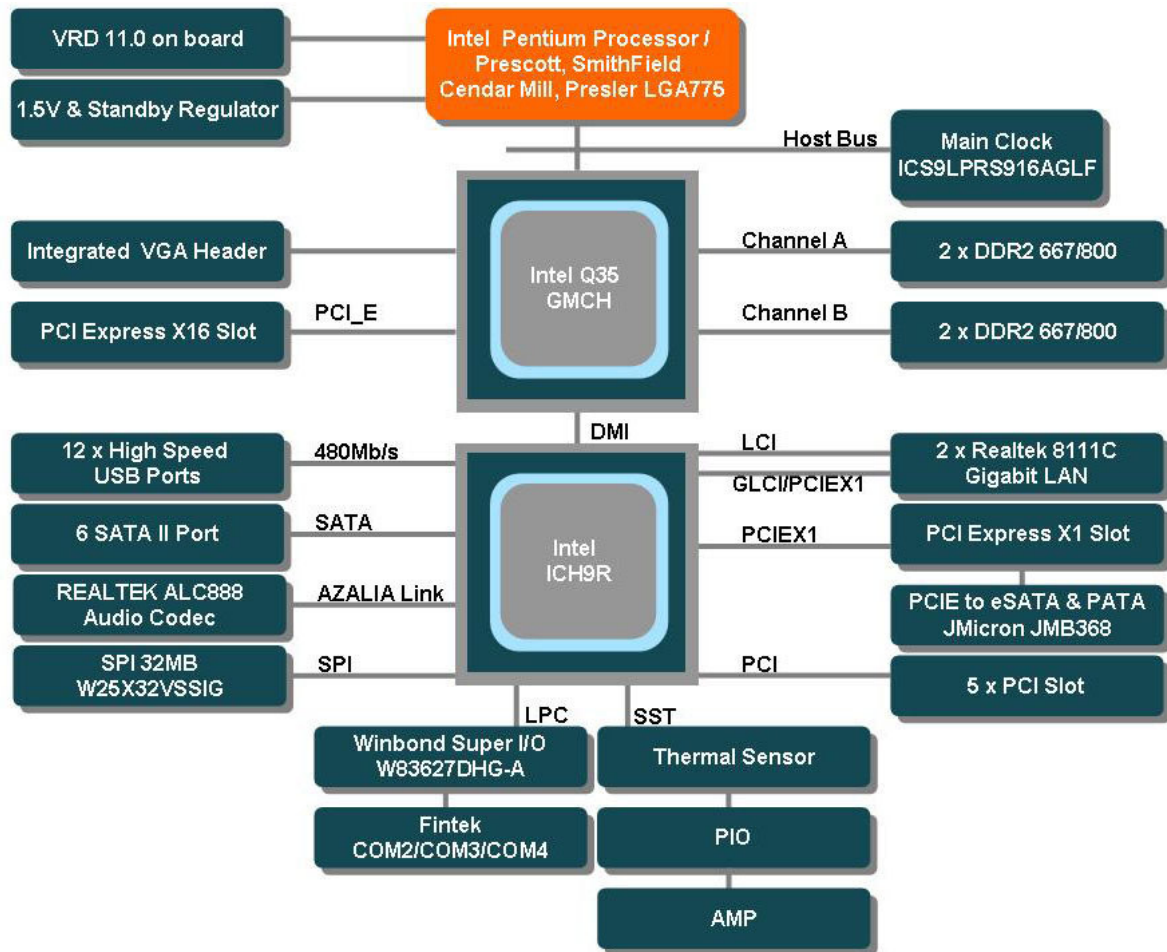 VRD 11.0 on board
Intel Pentium Processor /
Prescott, SmithField
Cendar Mill, Presler LGA775
1.5V & Standby Regulator
Host Bus
Main Clock
ICS9LPRS916AGLF
Integrated VGA Header
Intel Q35
GMCH
Channel A
2 x DDR2 667/800
PCI Express X16 Slot
PCI_E
Channel B
2 x DDR2 667/800
DMI
12 x High Speed
USB Ports
480Mb/s
LCI
GLCI/PCIEX1
2 x Realtek 8111C
Gigabit LAN
6 SATA II Port
SATA
Intel
ICH9R
PCIEX1
PCI Express X1 Slot
REALTEK ALC888
Audio Codec
AZALIA Link
PCIE to eSATA & PATA
JMicron JMB368
SPI 32MB
W25X32VSSIG
SPI
PCI
5 x PCI Slot
LPC
SST
Winbond Super I/O
W83627DHG-A
Thermal Sensor
Fintek
COM2/COM3/COM4
PIO
AMP